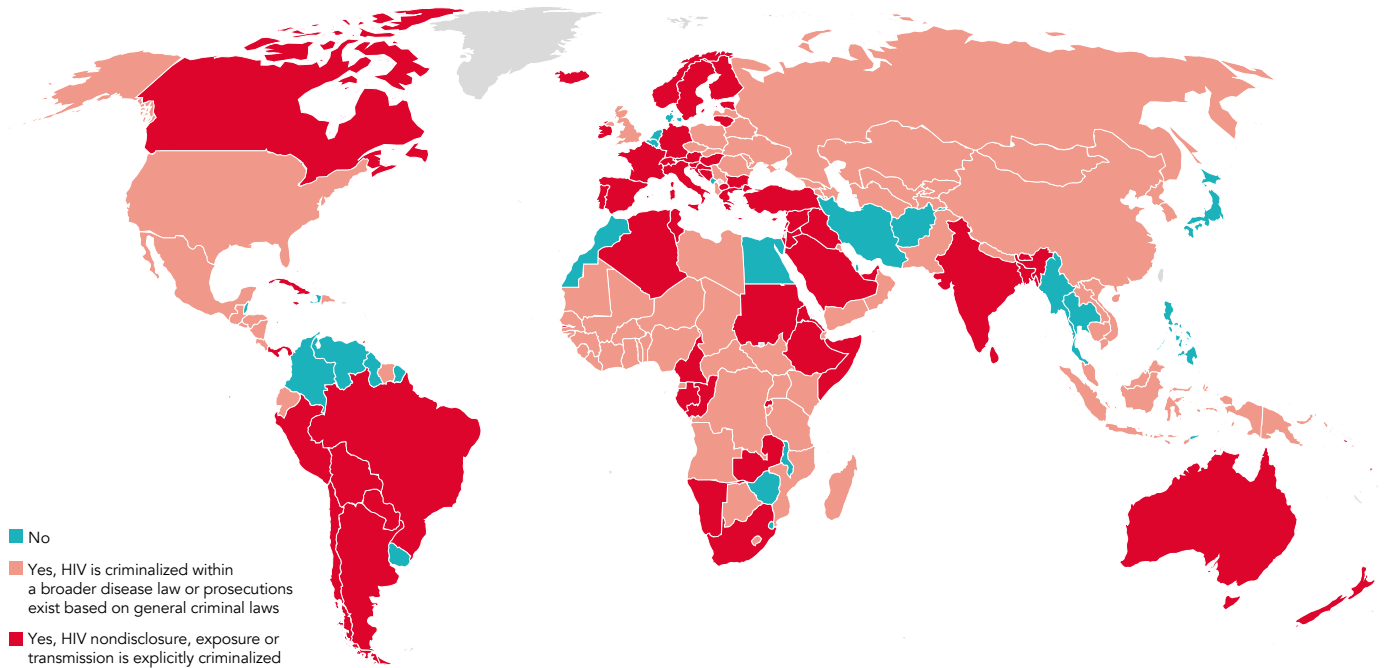 No
Yes, HIV is criminalized within
a broader disease law or prosecutions
exist based on general criminal laws
Yes, HIV nondisclosure, exposure or
transmission is explicitly criminalized